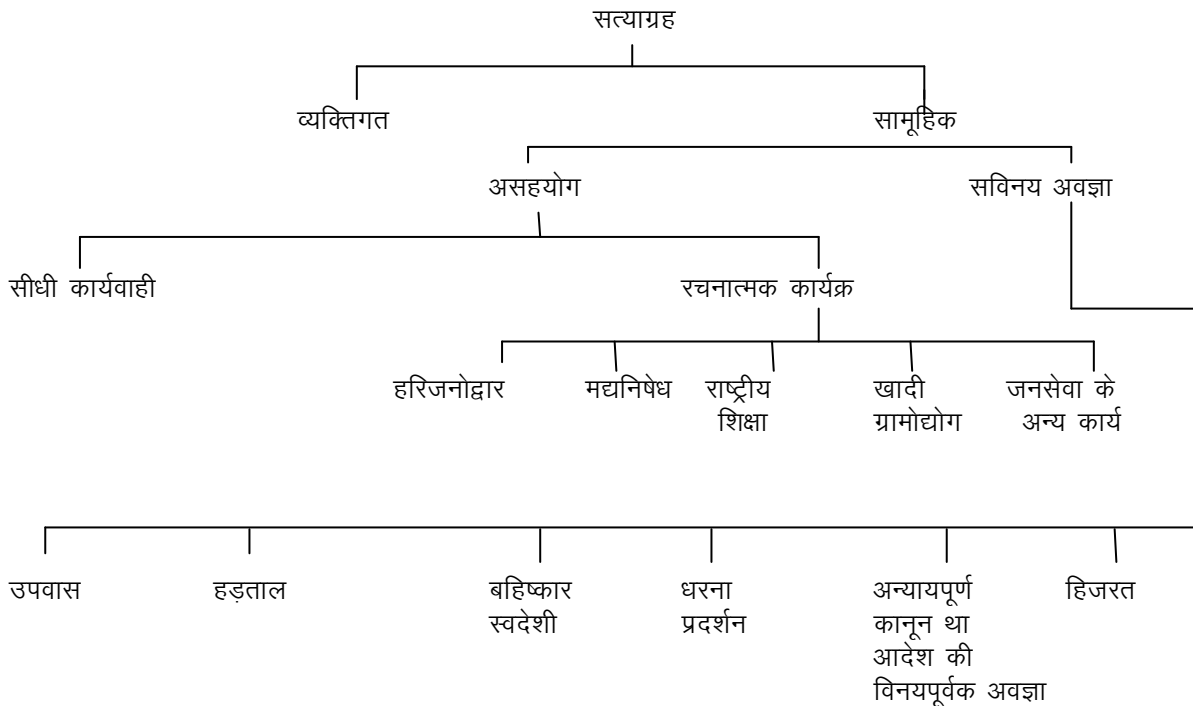 सत्याग्रह
व्यक्तिगत
सामूहिक
असहयोग
सविनय अवज्ञा
सीधी कार्यवाही
रचनात्मक कार्यक्र
हरिजनोद्वार
मद्यनिषेध
राष्ट्रीय
शिक्षा
खादी
ग्रामोद्योग
जनसेवा के
अन्य कार्य
उपवास
हड़ताल
बहिष्कार
स्वदेशी
धरना
प्रदर्शन
अन्यायपूर्ण
कानून था
आदेश की
विनयपूर्वक अवज्ञा
हिजरत